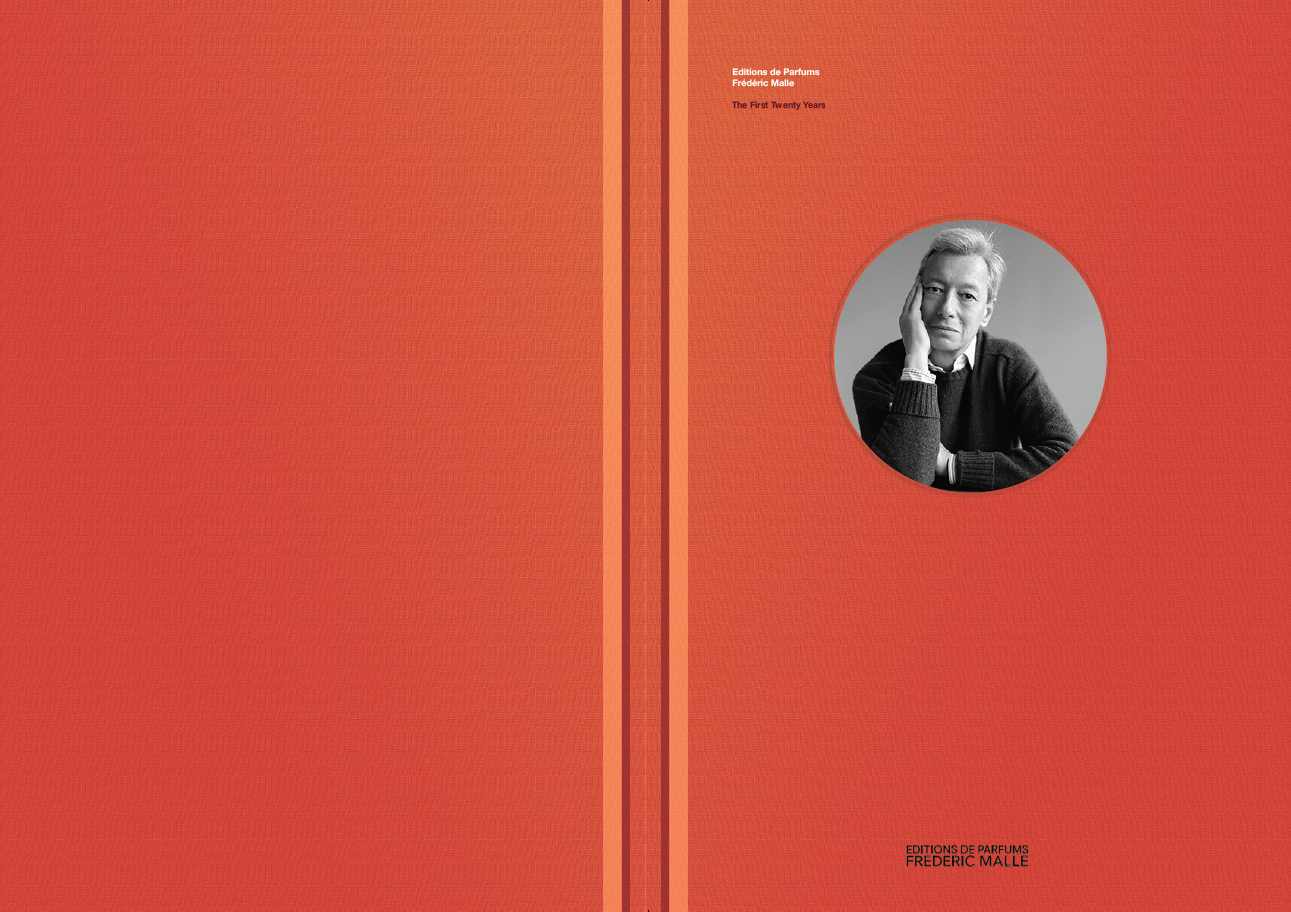 Editions de Parfums
Frédéric Malle
The First Twenty Years
EDITIONS DE PARFUMS
FREDERIC MALLE